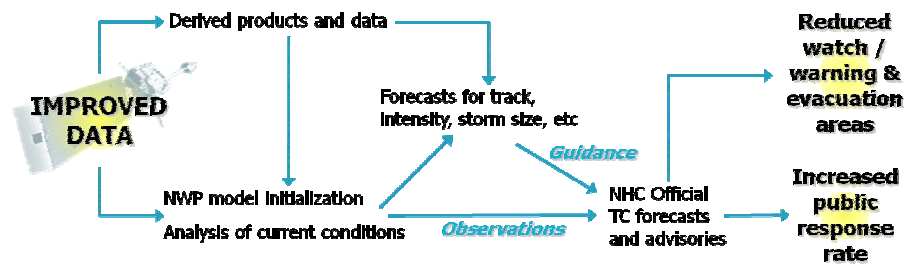 Derived products and data
IMPROVED
DATA
Forecasts for track,
intensity, storm size, etc
Guidance
NWP model initialization
Analysis of current conditions
Observations
NHC Official
TC forecasts
and advisories
Reduced
watch /
warning &
evacuation
areas
Increased
public
response
rate